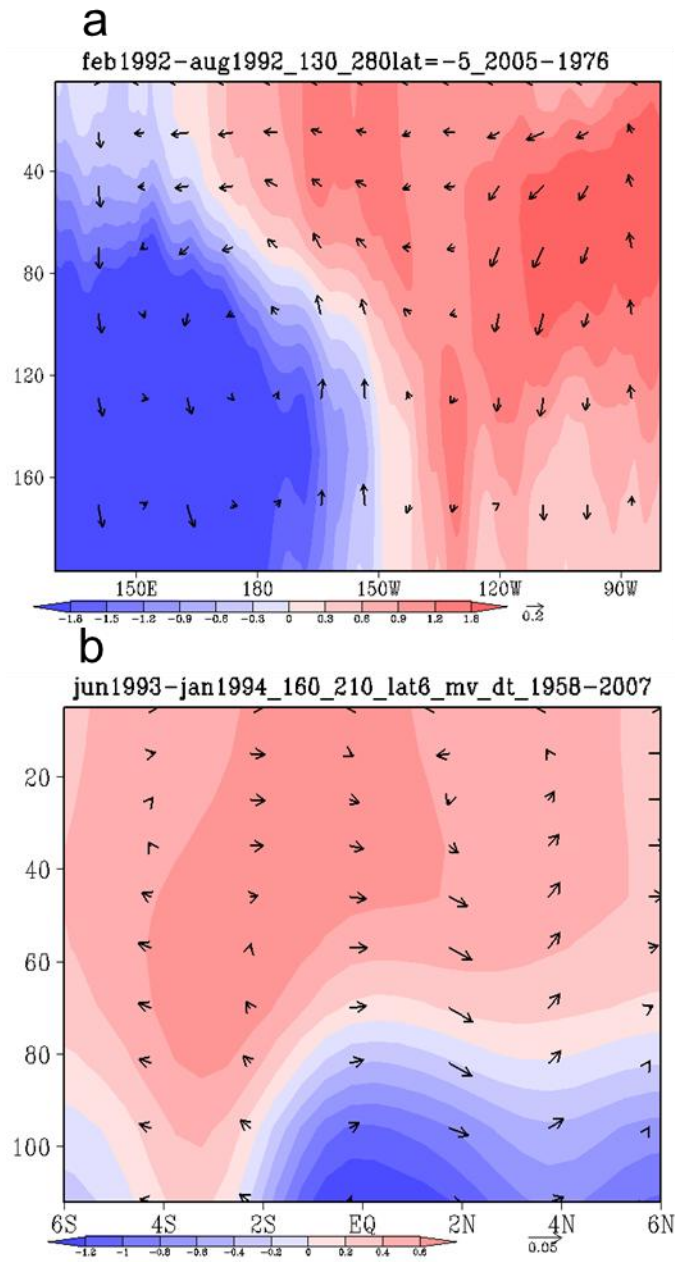 a
feb1992-aug1992_130_280lat=-5_2005-1976
40
80
120
160
150E 180 150W 120W 90W
-1.8 -1.5 -1.2 -0.9 -0.6 -0.3 0 0.3 0.6 0.9 1.2 1.8 0.2
b
jun1993-jan1994_160_210_lat6_mv_dt_1958-2007
20
40
60
80
100
6S 4S 2S EQ 2N 4N 6N
-1.2 -1 -0.8 -0.6 -0.4 -0.2 0 0.2 0.4 0.6 0.05